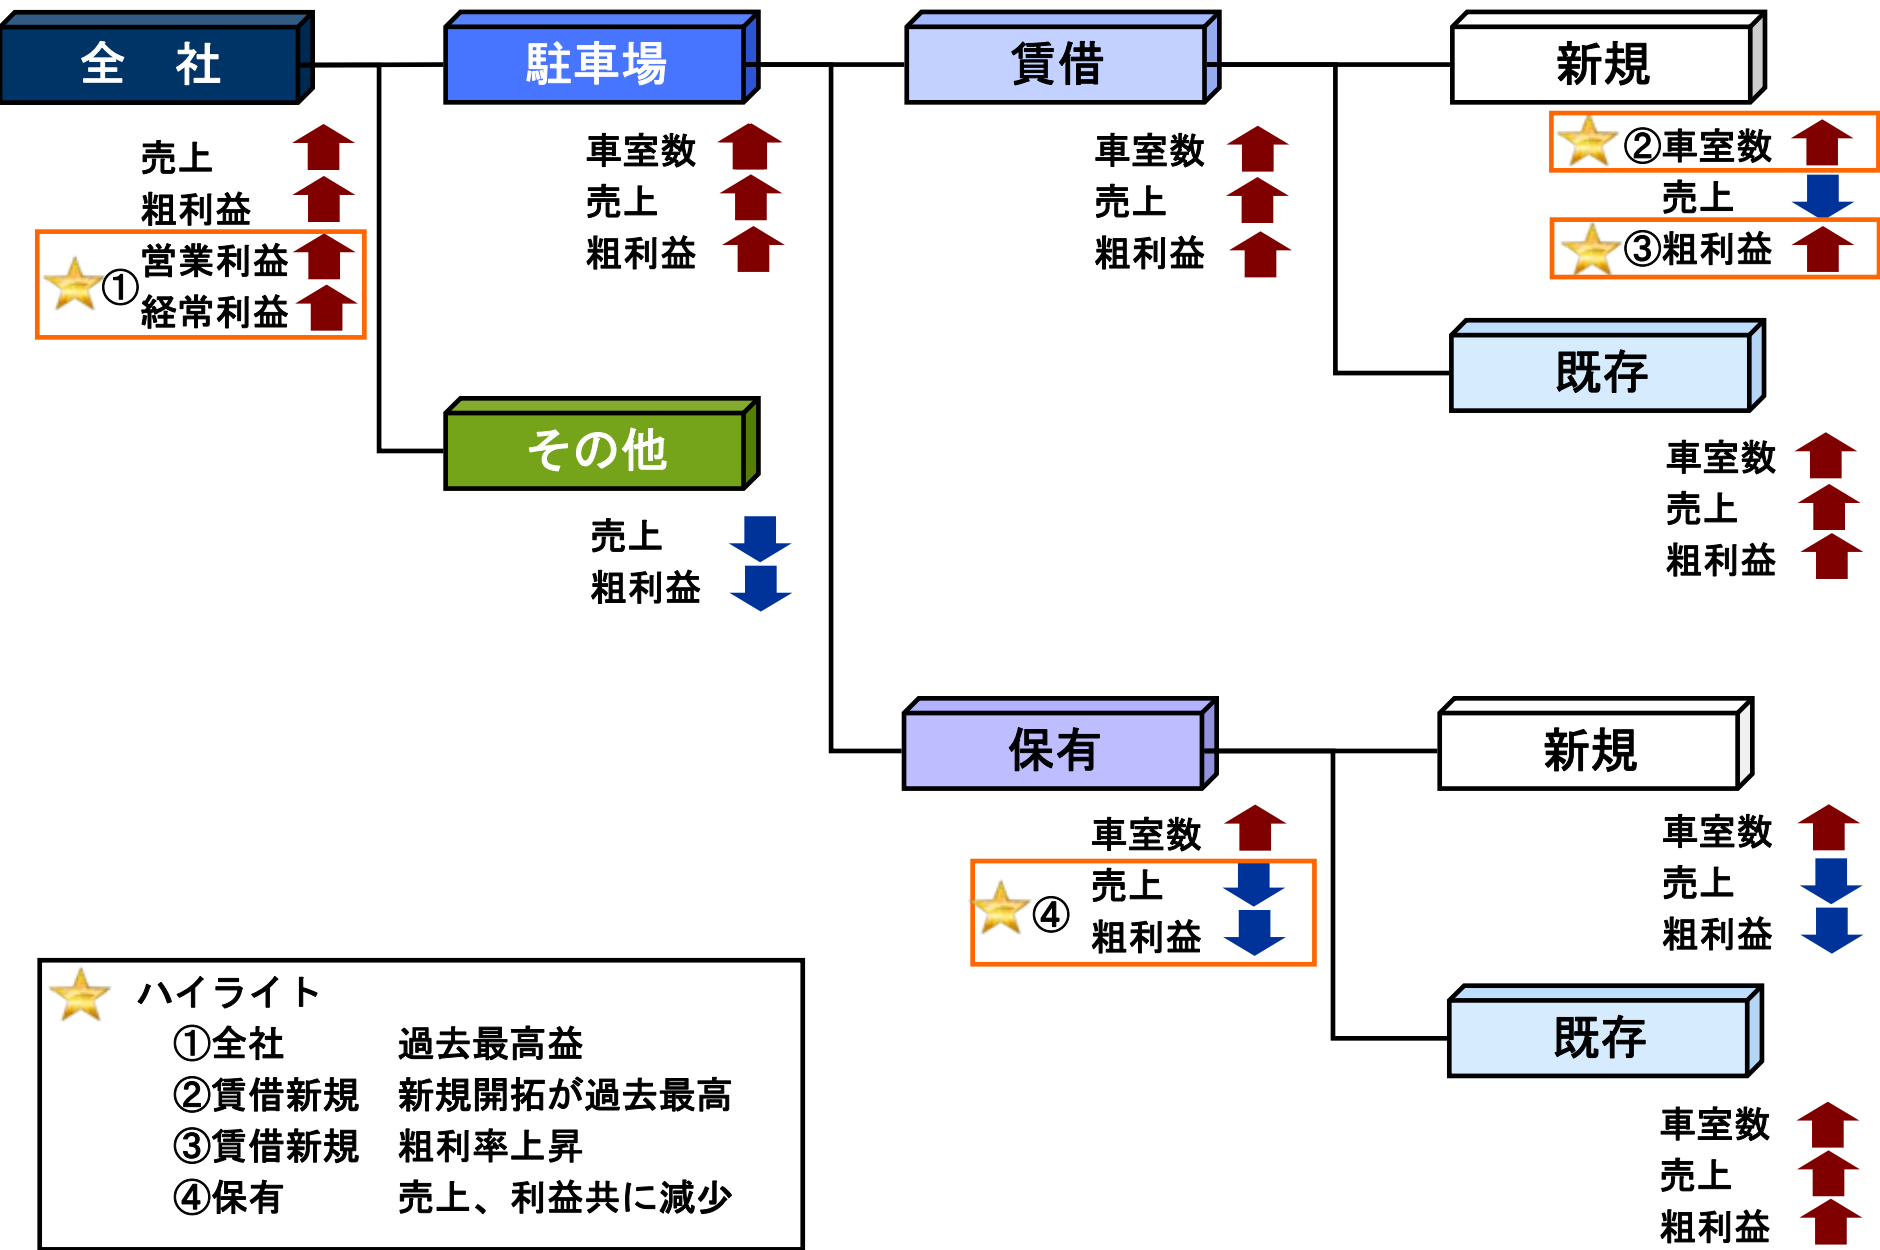 全　社
売上
粗利益
営業利益
①
経常利益
駐車場
車室数
売上
粗利益
その他
売上
粗利益
賃借
車室数
売上
粗利益
新規
②車室数
売上
③粗利益
既存
車室数
売上
粗利益
保有
車室数
売上
④
粗利益
新規
車室数
売上
粗利益
既存
車室数
売上
粗利益
ハイライト
①全社　過去最高益
②賃借新規　新規開拓が過去最高
③賃借新規　粗利率上昇
④保有　売上、利益共に減少